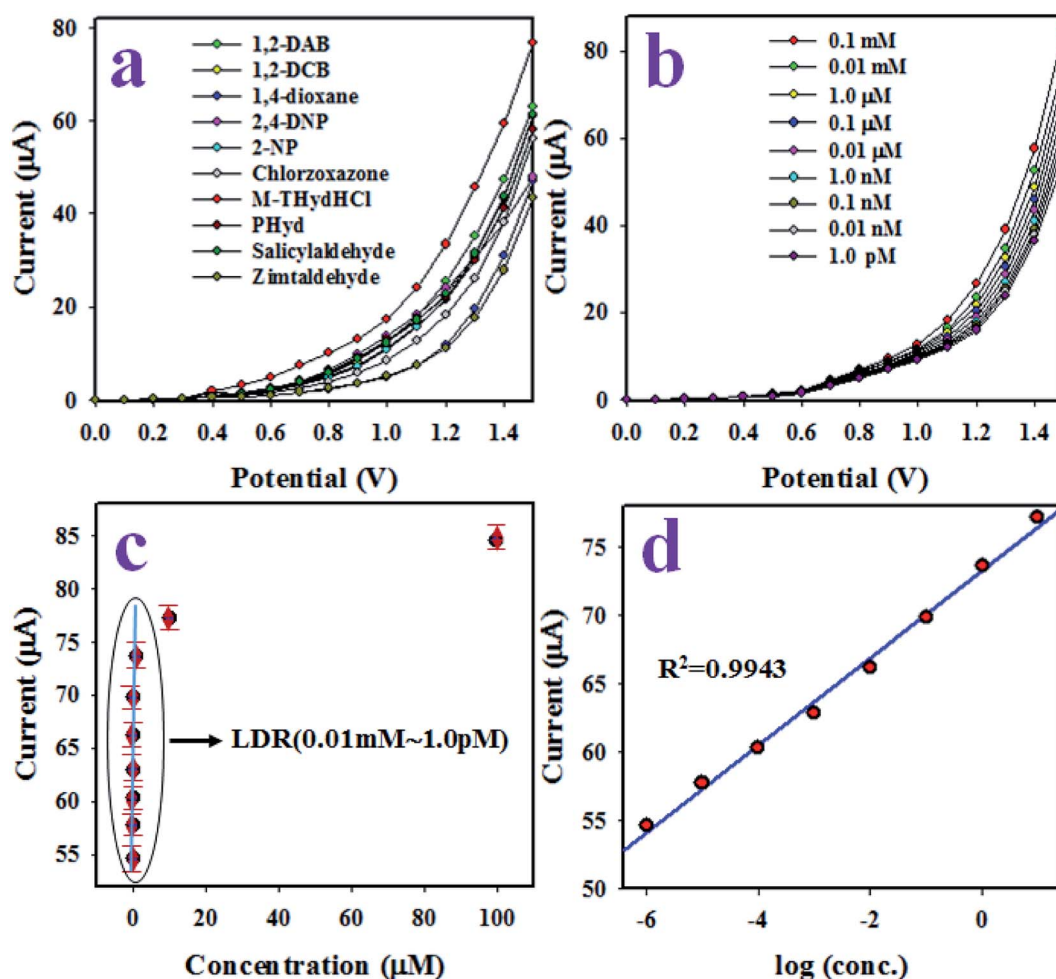 a
1,2-DAB
1,2-DCB
1,4-dioxane
2,4-DNP
2-NP
Chlorzoxazone
M-THydHCl
PHyd
Salicylaldehyde
Zimtaldehyde
80
60
40
20
0
Current (µA)
0.0 0.2 0.4 0.6 0.8 1.0 1.2 1.4
Potential (V)
b
0.1 mM
0.01 mM
1.0 µM
0.1 µM
0.01 µM
1.0 nM
0.1 nM
0.01 nM
1.0 pM
80
60
40
20
0
Current (µA)
0.0 0.2 0.4 0.6 0.8 1.0 1.2 1.4
Potential (V)
c
85
80
75
70
65
60
55
Current (µA)
LDR(0.01mM~1.0pM)
0 20 40 60 80 100
Concentration (µM)
d
75
70
65
60
55
50
Current (µA)
R²=0.9943
-6 -4 -2 0
log (conc.)